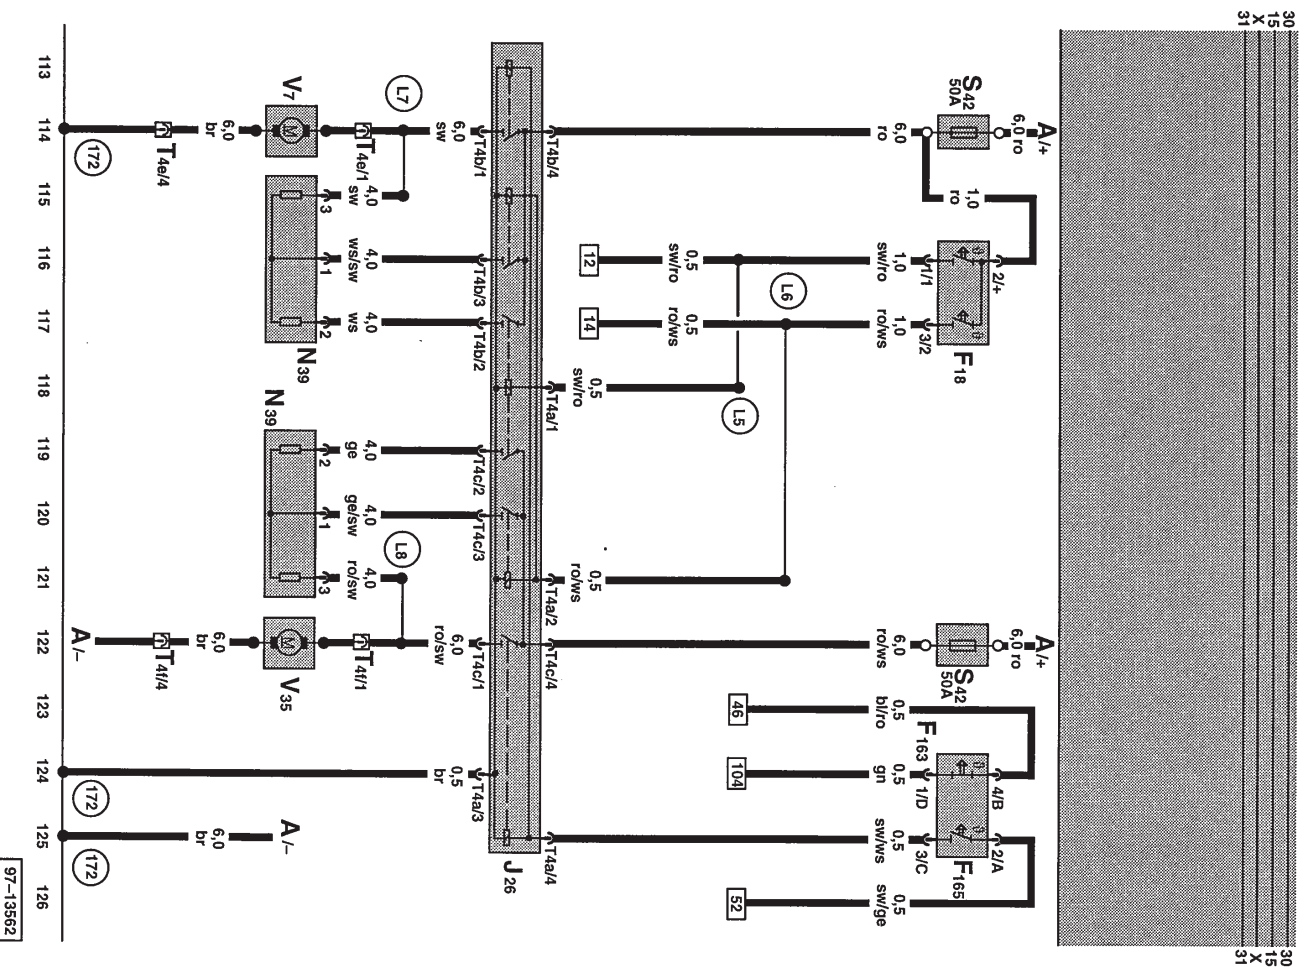 30
15
X
31
30
15
X
31
A/+
6,0 ro
S42
50A
6,0
ro
1,0
ro
2/+
F18
1/1
3/2
1,0
sw/ro
1,0
ro/ws
0,5
sw/ro
12
0,5
ro/ws
14
L6
L5
0,5
sw/ro
0,5
ro/ws
A/+
6,0 ro
S42
50A
6,0
ro/ws
0,5
bl/ro
46
F163
4/B
1/D
0,5
gn
104
F165
2/A
3/C
0,5
sw/ws
0,5
sw/ge
52
T4b/4
T4a/1
T4a/2
T4c/4
T4a/4
J26
T4b/1
T4b/3
T4b/2
T4c/2
T4c/3
T4c/1
T4a/3
6,0
sw
L7
4,0
sw
4,0
ws/sw
4,0
ws
4,0
ge
4,0
ge/sw
4,0
ro/sw
L8
6,0
ro/sw
0,5
br
T4e/1
V7
6,0
br
T4e/4
172
3
1
2
N39
N39
2
1
3
T4f/1
V35
6,0
br
T4f/4
A/–
172
A/–
6,0
br
172
M
M
113
114
115
116
117
118
119
120
121
122
123
124
125
126
97–13562